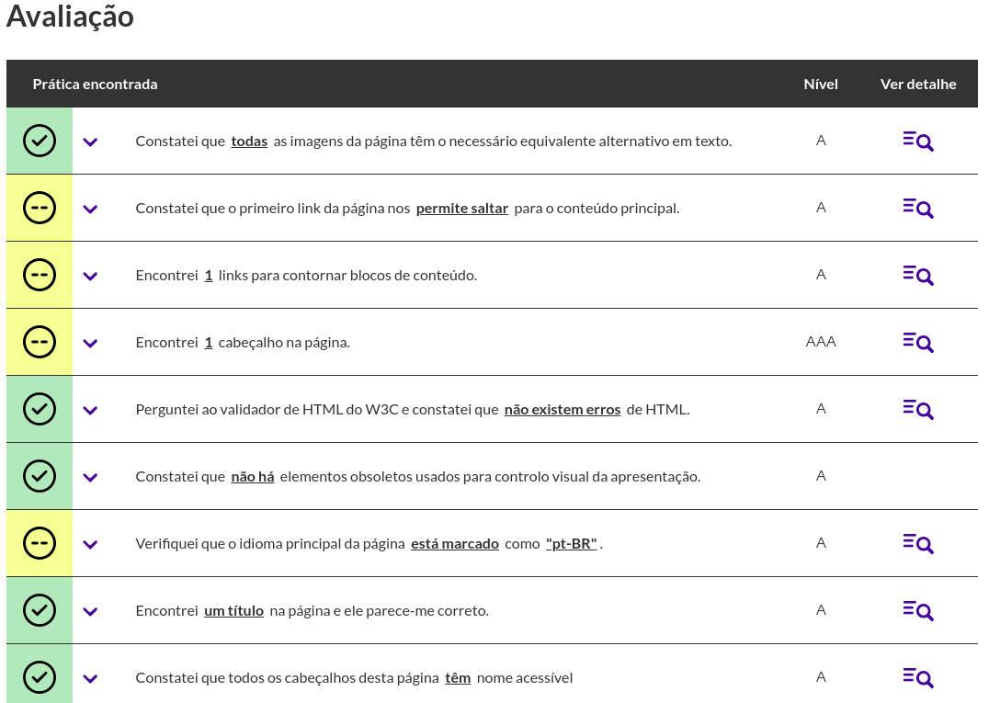 Avaliação
Prática encontrada Nível Ver detalhe
Constatei que todas as imagens da página têm o necessário equivalente alternativo em texto. A
Constatei que o primeiro link da página nos permite saltar para o conteúdo principal. A
Encontrei 1 links para contornar blocos de conteúdo. A
Encontrei 1 cabeçalho na página. AAA
Perguntei ao validador de HTML do W3C e constatei que não existem erros de HTML. A
Constatei que não há elementos obsoletos usados para controlo visual da apresentação. A
Verifiquei que o idioma principal da página está marcado como "pt-BR" . A
Encontrei um título na página e ele parece-me correto. A
Constatei que todos os cabeçalhos desta página têm nome acessível A